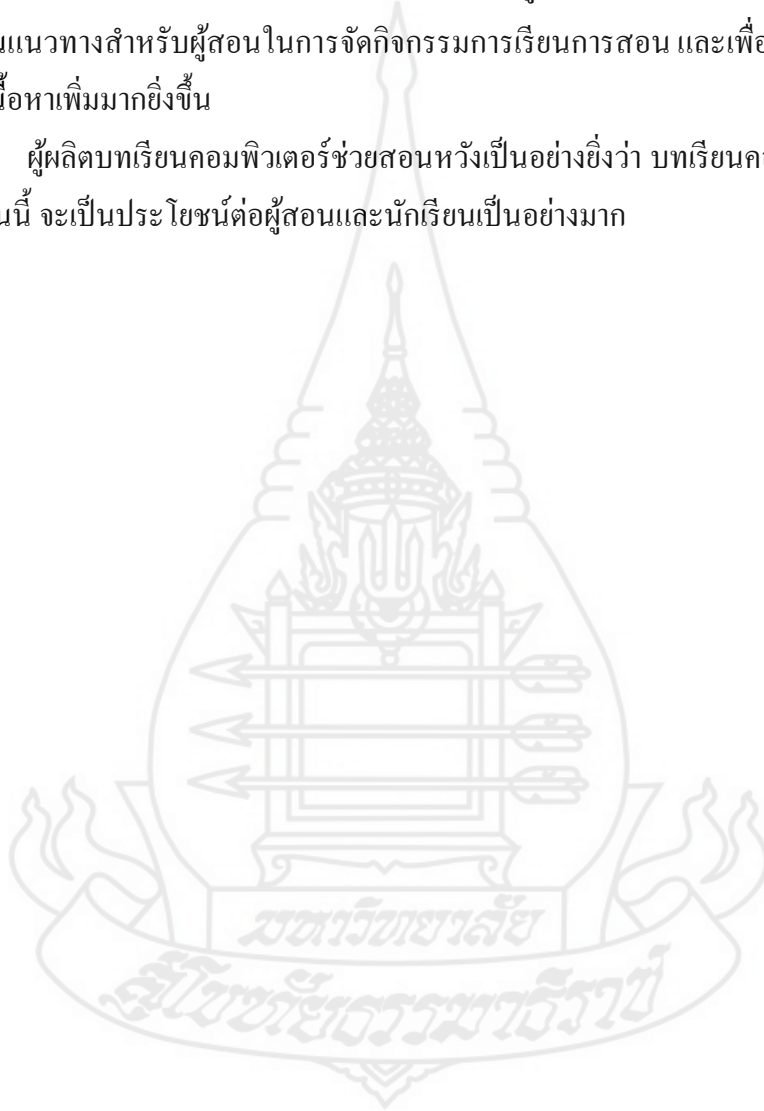 นแนวทางสำหรับผู้สอนในการจัดกิจกรรมการเรียนการสอน และเพื่อ
นื้อหาเพิ่มมากยิ่งขึ้น
ผู้ผลิตบทเรียนคอมพิวเตอร์ช่วยสอนหวังเป็นอย่างยิ่งว่า บทเรียนค
นนี้ จะเป็นประโยชน์ต่อผู้สอนและนักเรียนเป็นอย่างมาก
มหาวิทยาลัย
สุโขทัยธรรมาธิราช